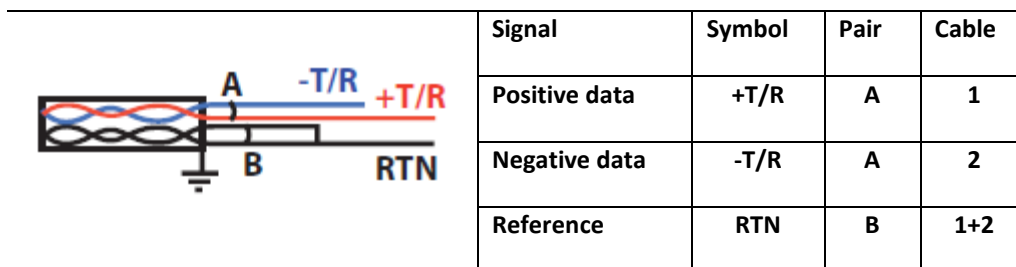 A -T/R +T/R
B RTN
Signal Symbol Pair Cable
Positive data +T/R A 1
Negative data -T/R A 2
Reference RTN B 1+2